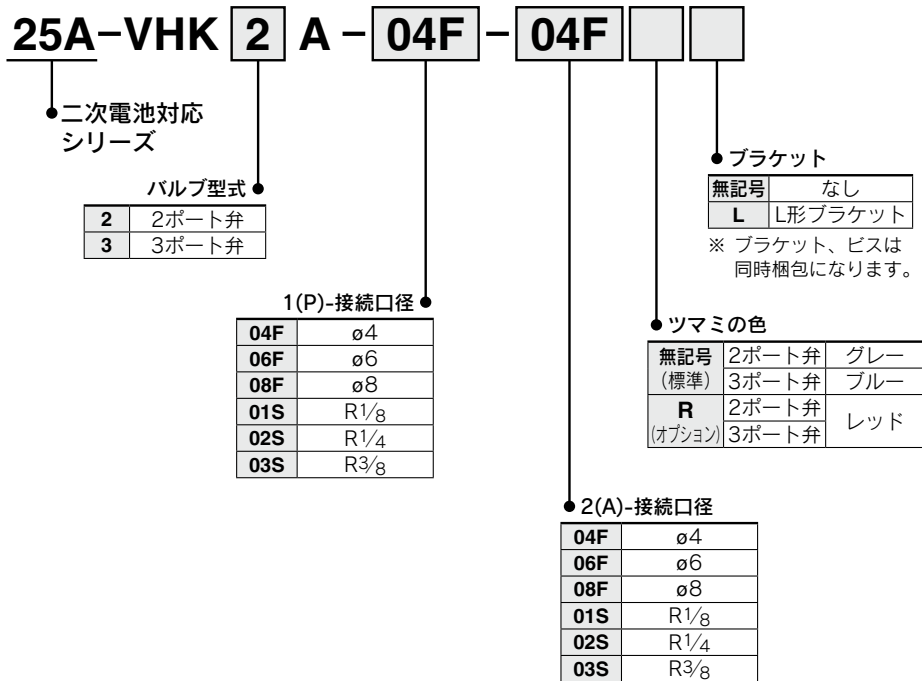 25A-VHK 2 A - 04F - 04F
二次電池対応
シリーズ
バルブ型式
2 2ポート弁
3 3ポート弁
1(P)-接続口径
04F ø4
06F ø6
08F ø8
01S R1/8
02S R1/4
03S R3/8
ブラケット
無記号 なし
L L形ブラケット
※ ブラケット、ビスは
同時梱包になります。
ツマミの色
無記号 2ポート弁 グレー
(標準) 3ポート弁 ブルー
R 2ポート弁 レッド
(オプション) 3ポート弁
2(A)-接続口径
04F ø4
06F ø6
08F ø8
01S R1/8
02S R1/4
03S R3/8